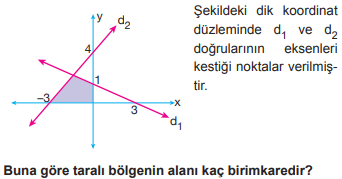 Şekildeki dik koordinat
düzleminde d₁ ve d₂
doğrularının eksenleri
kestiği noktalar verilmiş-
tir.
y
d₂
4
1
-3
3
x
d₁
Buna göre taralı bölgenin alanı kaç birimkaredir?